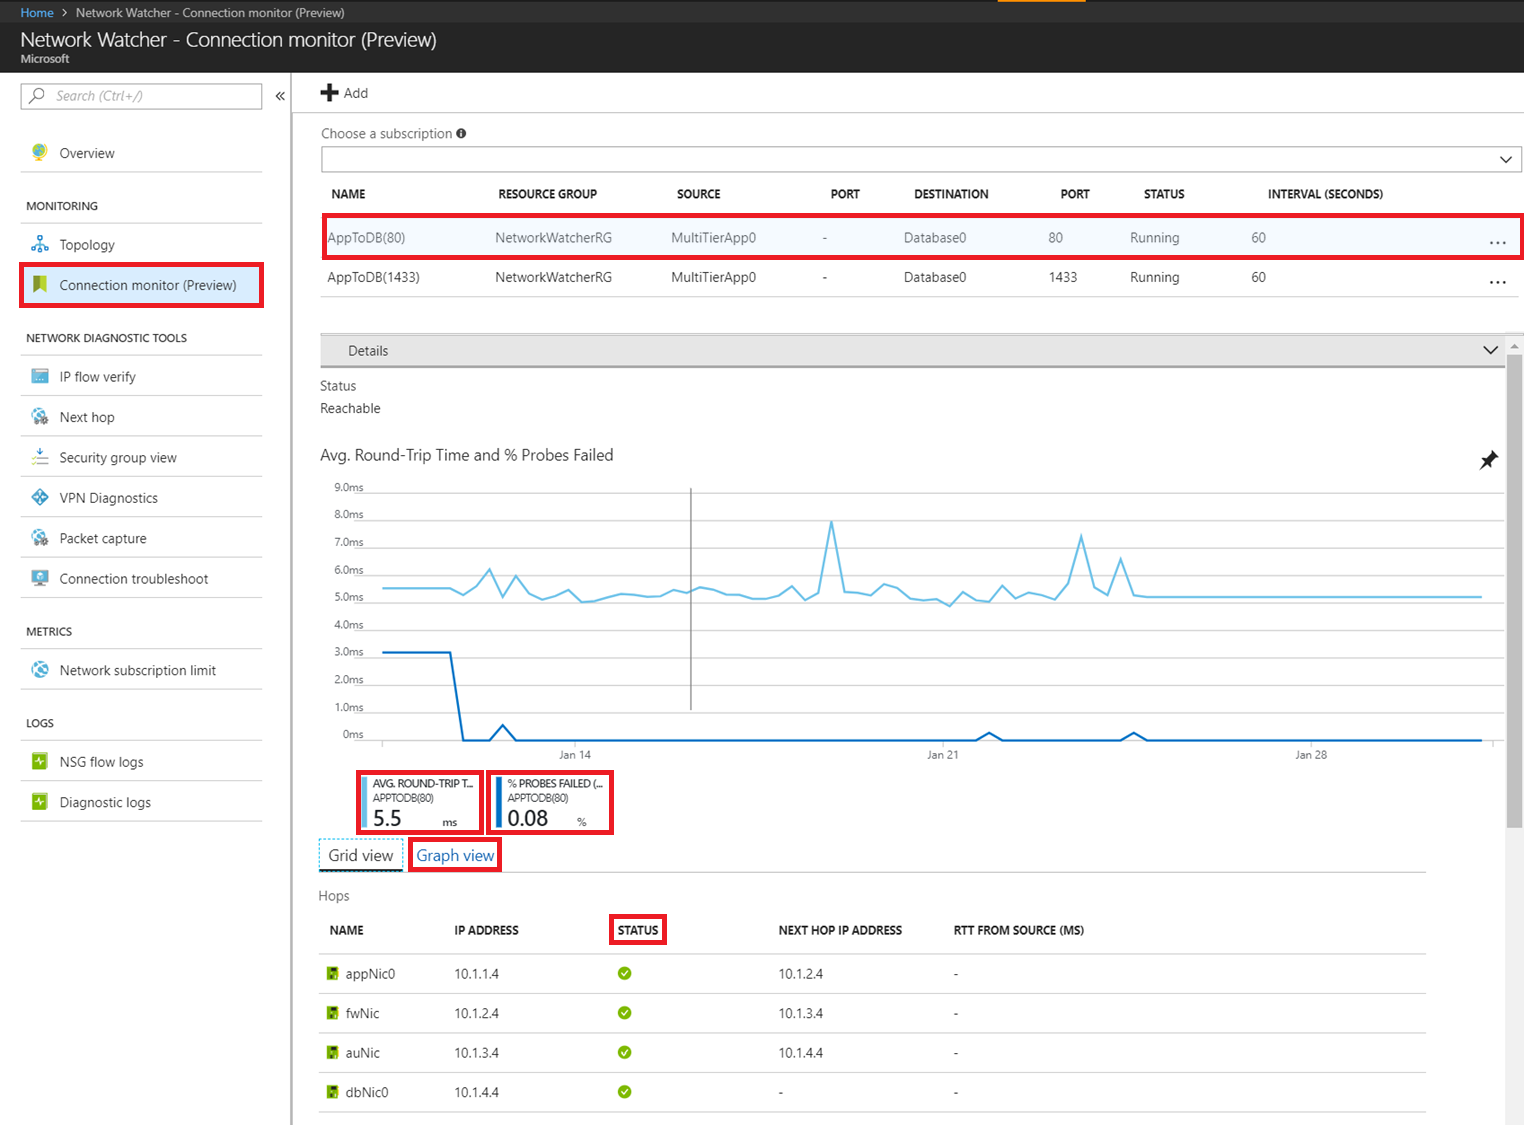 Home > Network Watcher - Connection monitor (Preview)
Network Watcher - Connection monitor (Preview)
Microsoft
Search (Ctrl+/)
«
Overview
MONITORING
Topology
Connection monitor (Preview)
NETWORK DIAGNOSTIC TOOLS
IP flow verify
Next hop
Security group view
VPN Diagnostics
Packet capture
Connection troubleshoot
METRICS
Network subscription limit
LOGS
NSG flow logs
Diagnostic logs
Add
Choose a subscription
NAME RESOURCE GROUP SOURCE PORT DESTINATION PORT STATUS INTERVAL (SECONDS)
AppToDB(80) NetworkWatcherRG MultiTierApp0 - Database0 80 Running 60 ...
AppToDB(1433) NetworkWatcherRG MultiTierApp0 - Database0 1433 Running 60 ...
Details
Status
Reachable
Avg. Round-Trip Time and % Probes Failed
9.0ms
8.0ms
7.0ms
6.0ms
5.0ms
4.0ms
3.0ms
2.0ms
1.0ms
0ms
Jan 14 Jan 21 Jan 28
AVG. ROUND-TRIP T...
APPTODB(80)
5.5 ms
% PROBES FAILED (...
APPTODB(80)
0.08 %
Grid view Graph view
Hops
NAME IP ADDRESS STATUS NEXT HOP IP ADDRESS RTT FROM SOURCE (MS)
appNic0 10.1.1.4 10.1.2.4 -
fwNic 10.1.2.4 10.1.3.4 -
auNic 10.1.3.4 10.1.4.4 -
dbNic0 10.1.4.4 - -